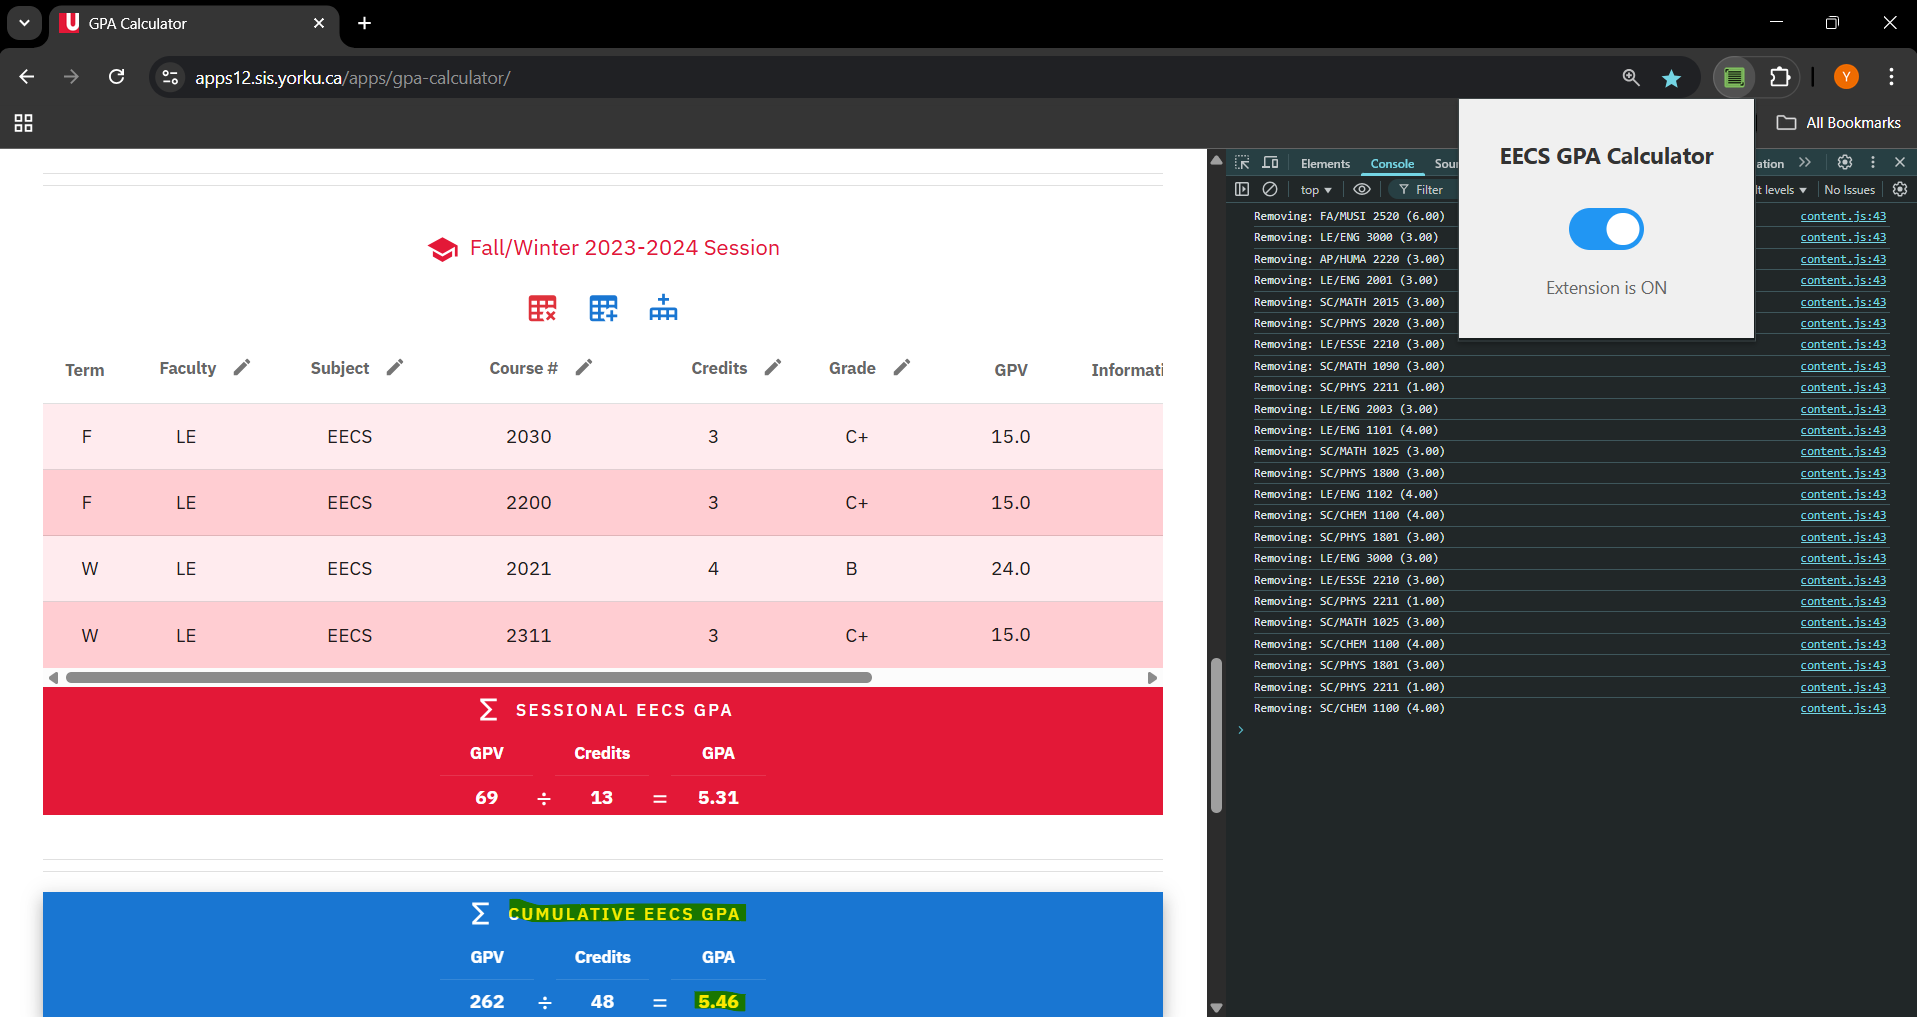 GPA Calculator
apps12.sis.yorku.ca/apps/gpa-calculator/
Y
All Bookmarks
EECS GPA Calculator
Extension is ON
Fall/Winter 2023-2024 Session
Term Faculty Subject Course # Credits Grade GPV Informati
F LE EECS 2030 3 C+ 15.0
F LE EECS 2200 3 C+ 15.0
W LE EECS 2021 4 B 24.0
W LE EECS 2311 3 C+ 15.0
Σ SESSIONAL EECS GPA
GPV Credits GPA
69 ÷ 13 = 5.31
Σ CUMULATIVE EECS GPA
GPV Credits GPA
262 ÷ 48 = 5.46
Elements Console Sou ation
top Filter lt levels No Issues
Removing: FA/MUSI 2520 (6.00) content.js:43
Removing: LE/ENG 3000 (3.00) content.js:43
Removing: AP/HUMA 2220 (3.00) content.js:43
Removing: LE/ENG 2001 (3.00) content.js:43
Removing: SC/MATH 2015 (3.00) content.js:43
Removing: SC/PHYS 2020 (3.00) content.js:43
Removing: LE/ESSE 2210 (3.00) content.js:43
Removing: SC/MATH 1090 (3.00) content.js:43
Removing: SC/PHYS 2211 (1.00) content.js:43
Removing: LE/ENG 2003 (3.00) content.js:43
Removing: LE/ENG 1101 (4.00) content.js:43
Removing: SC/MATH 1025 (3.00) content.js:43
Removing: SC/PHYS 1800 (3.00) content.js:43
Removing: LE/ENG 1102 (4.00) content.js:43
Removing: SC/CHEM 1100 (4.00) content.js:43
Removing: SC/PHYS 1801 (3.00) content.js:43
Removing: LE/ENG 3000 (3.00) content.js:43
Removing: LE/ESSE 2210 (3.00) content.js:43
Removing: SC/PHYS 2211 (1.00) content.js:43
Removing: SC/MATH 1025 (3.00) content.js:43
Removing: SC/CHEM 1100 (4.00) content.js:43
Removing: SC/PHYS 1801 (3.00) content.js:43
Removing: SC/PHYS 2211 (1.00) content.js:43
Removing: SC/CHEM 1100 (4.00) content.js:43